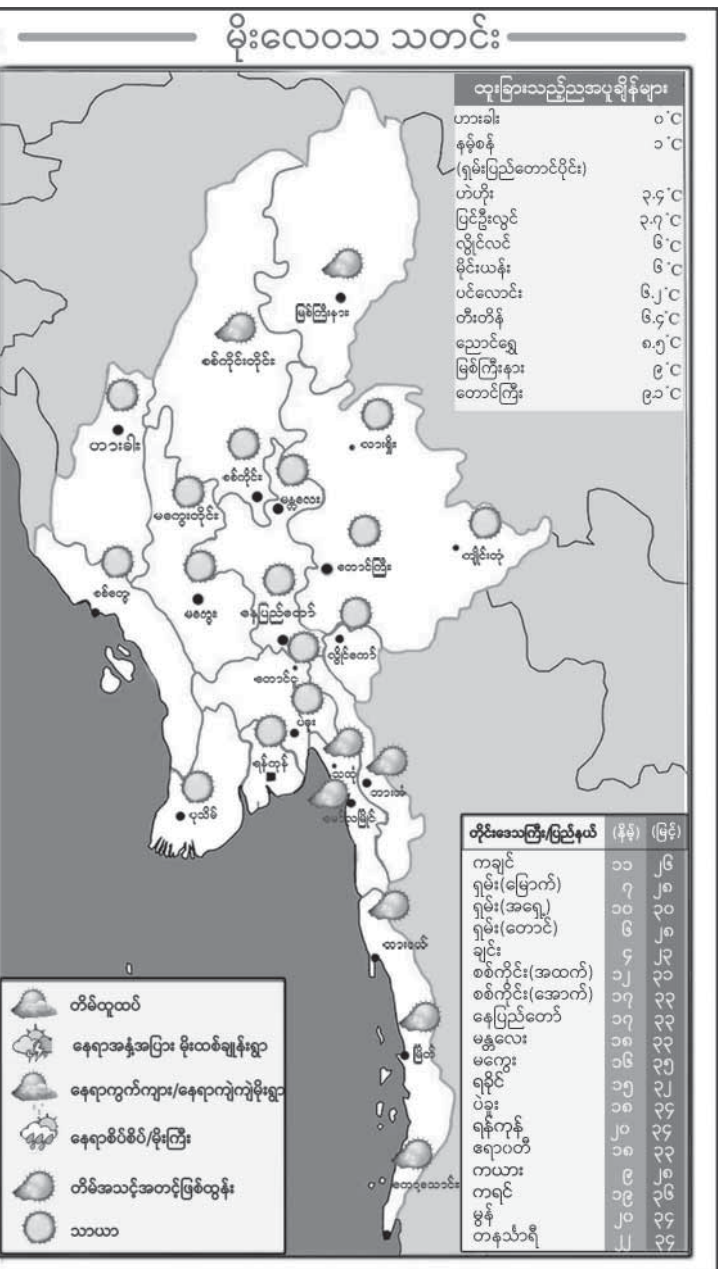 မိုးလေဝသ သတင်း
ထူးခြားသည့်ညအပူချိန်များ
ဟားခါး ၀°C
နမ့်စန် ၁°C
(ရှမ်းပြည်တောင်ပိုင်း)
ဟဲဟိုး ၃.၄°C
ပြင်ဦးလွင် ၃.၇°C
လွိုင်လင် ၆°C
မိုင်းယန်း ၆°C
ပင်လောင်း ၆.၂°C
တီးတိန် ၆.၄°C
ညောင်ရွှေ ၈.၅°C
မြစ်ကြီးနား ၉°C
တောင်ကြီး ၉.၁°C
မြစ်ကြီးနား
စစ်ကိုင်းတိုင်း
ဟားခါး
လားရှိုး
စစ်ကိုင်း
မန္တလေး
မကွေးတိုင်း
ကျိုင်းတုံ
တောင်ကြီး
စစ်တွေ
မကွေး
နေပြည်တော်
လွိုင်ကော်
တောင်ငူ
ပဲခူး
ရန်ကုန်
သထုံ
ဘားအံ
ပုသိမ်
မော်လမြိုင်
ထားဝယ်
မြိတ်
ကော့သောင်း
တိုင်းဒေသကြီး/ပြည်နယ် (နိမ့်) (မြင့်)
ကချင် ၁၁ ၂၆
ရှမ်း(မြောက်) ၇ ၂၈
ရှမ်း(အရှေ့) ၁၀ ၃၀
ရှမ်း(တောင်) ၆ ၂၈
ချင်း ၄ ၂၃
စစ်ကိုင်း(အထက်) ၁၂ ၃၁
စစ်ကိုင်း(အောက်) ၁၇ ၃၃
နေပြည်တော် ၁၇ ၃၃
မန္တလေး ၁၈ ၃၃
မကွေး ၁၆ ၃၅
ရခိုင် ၁၅ ၃၂
ပဲခူး ၁၈ ၃၄
ရန်ကုန် ၂၀ ၃၄
ဧရာဝတီ ၁၈ ၃၃
ကယား ၉ ၂၈
ကရင် ၁၉ ၃၆
မွန် ၂၀ ၃၄
တနင်္သာရီ ၂၂ ၃၄
တိမ်ထူထပ်
နေရာအနှံ့အပြား မိုးထစ်ချုန်းရွာ
နေရာကွက်ကျား/နေရာကျဲကျဲမိုးရွာ
နေရာစိပ်စိပ်/မိုးကြီး
တိမ်အသင့်အတင့်ဖြစ်ထွန်း
သာယာ